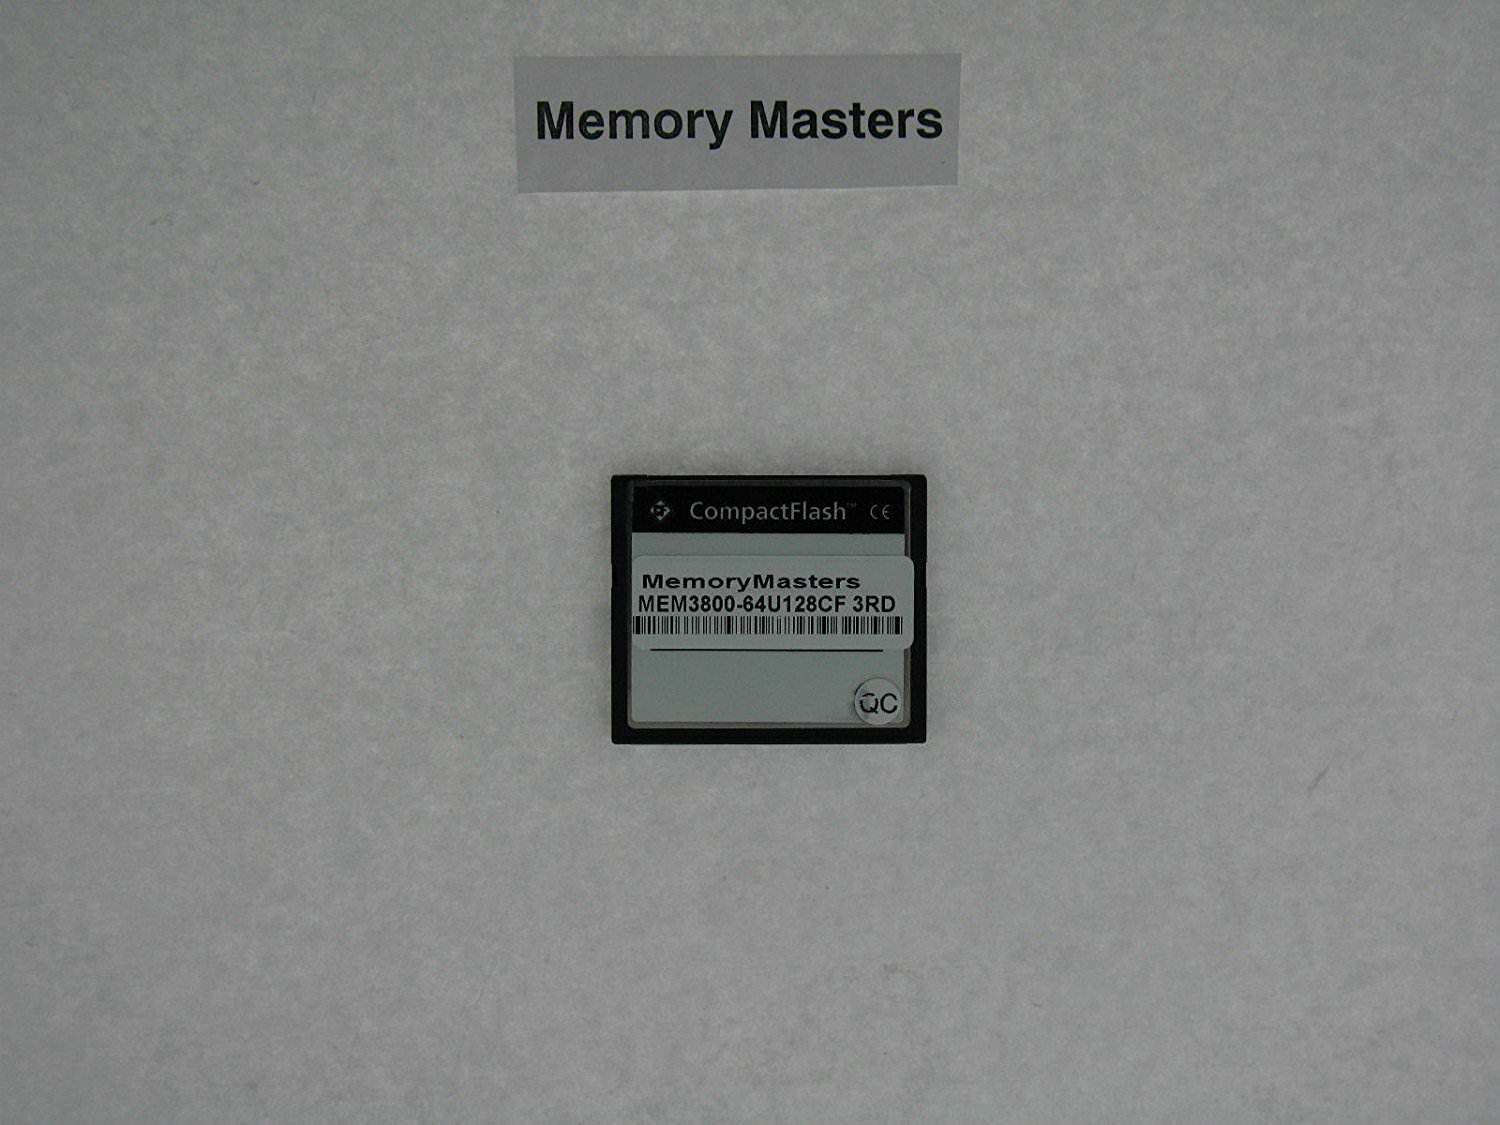 Memory Masters
CompactFlash™ CE
MemoryMasters
MEM3800-64U128CF 3RD
QC